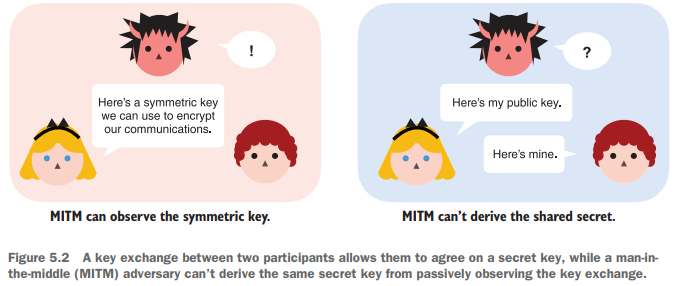 !
Here's a symmetric key
we can use to encrypt
our communications.
MITM can observe the symmetric key.
?
Here's my public key.
Here's mine.
MITM can't derive the shared secret.
Figure 5.2 A key exchange between two participants allows them to agree on a secret key, while a man-in-
the-middle (MITM) adversary can't derive the same secret key from passively observing the key exchange.